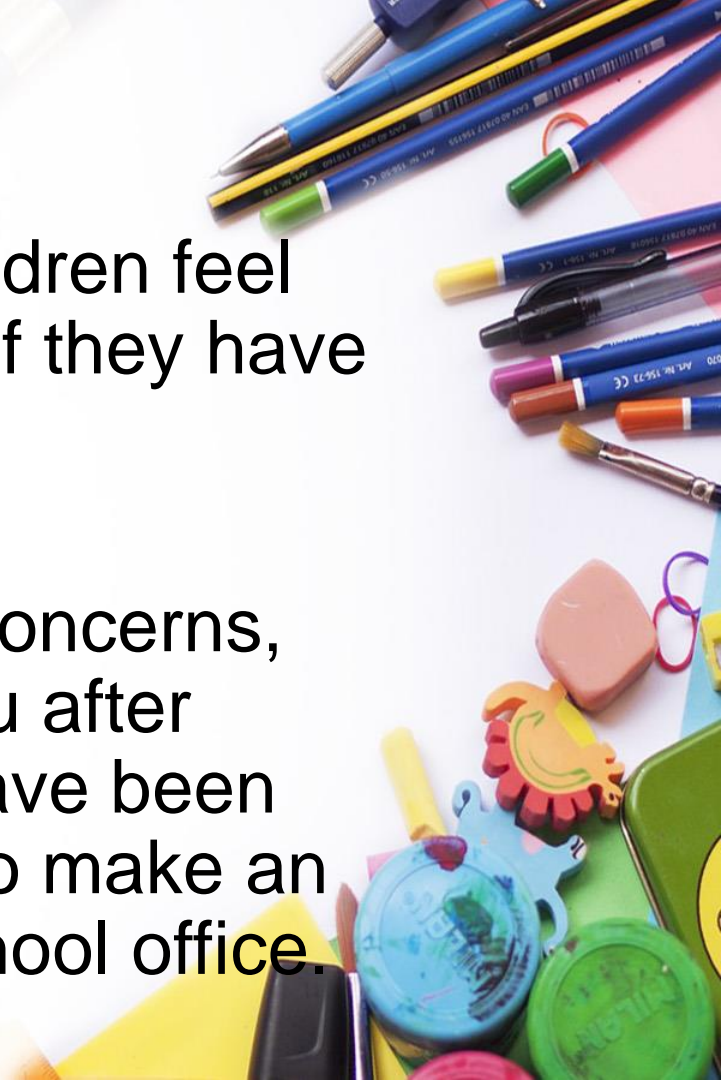 dren feel
f they have
oncerns,
u after
ave been
o make an
hool office.